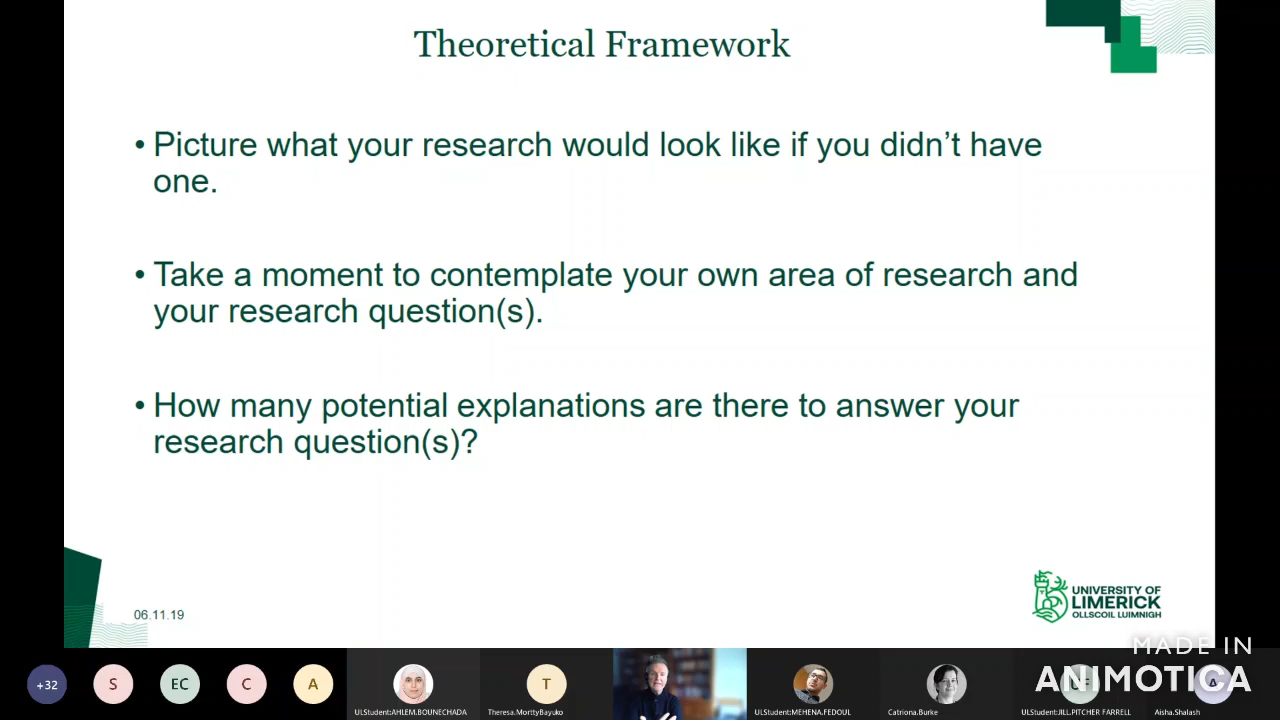 Theoretical Framework
• Picture what your research would look like if you didn’t have
one.
• Take a moment to contemplate your own area of research and
your research question(s).
• How many potential explanations are there to answer your
research question(s)?
06.11.19
UNIVERSITY OF
LIMERICK
OLLSCOIL LUIMNIGH
MADE IN
ANIMOTICA
+32
S
EC
C
A
T
ULStudent:AHLEM.BOUNECHADA
Theresa.MorttyBayuko
ULStudent:MEHENA.FEDOUL
Catriona.Burke
ULStudent:JILL.PITCHER FARRELL
Aisha.Shalash